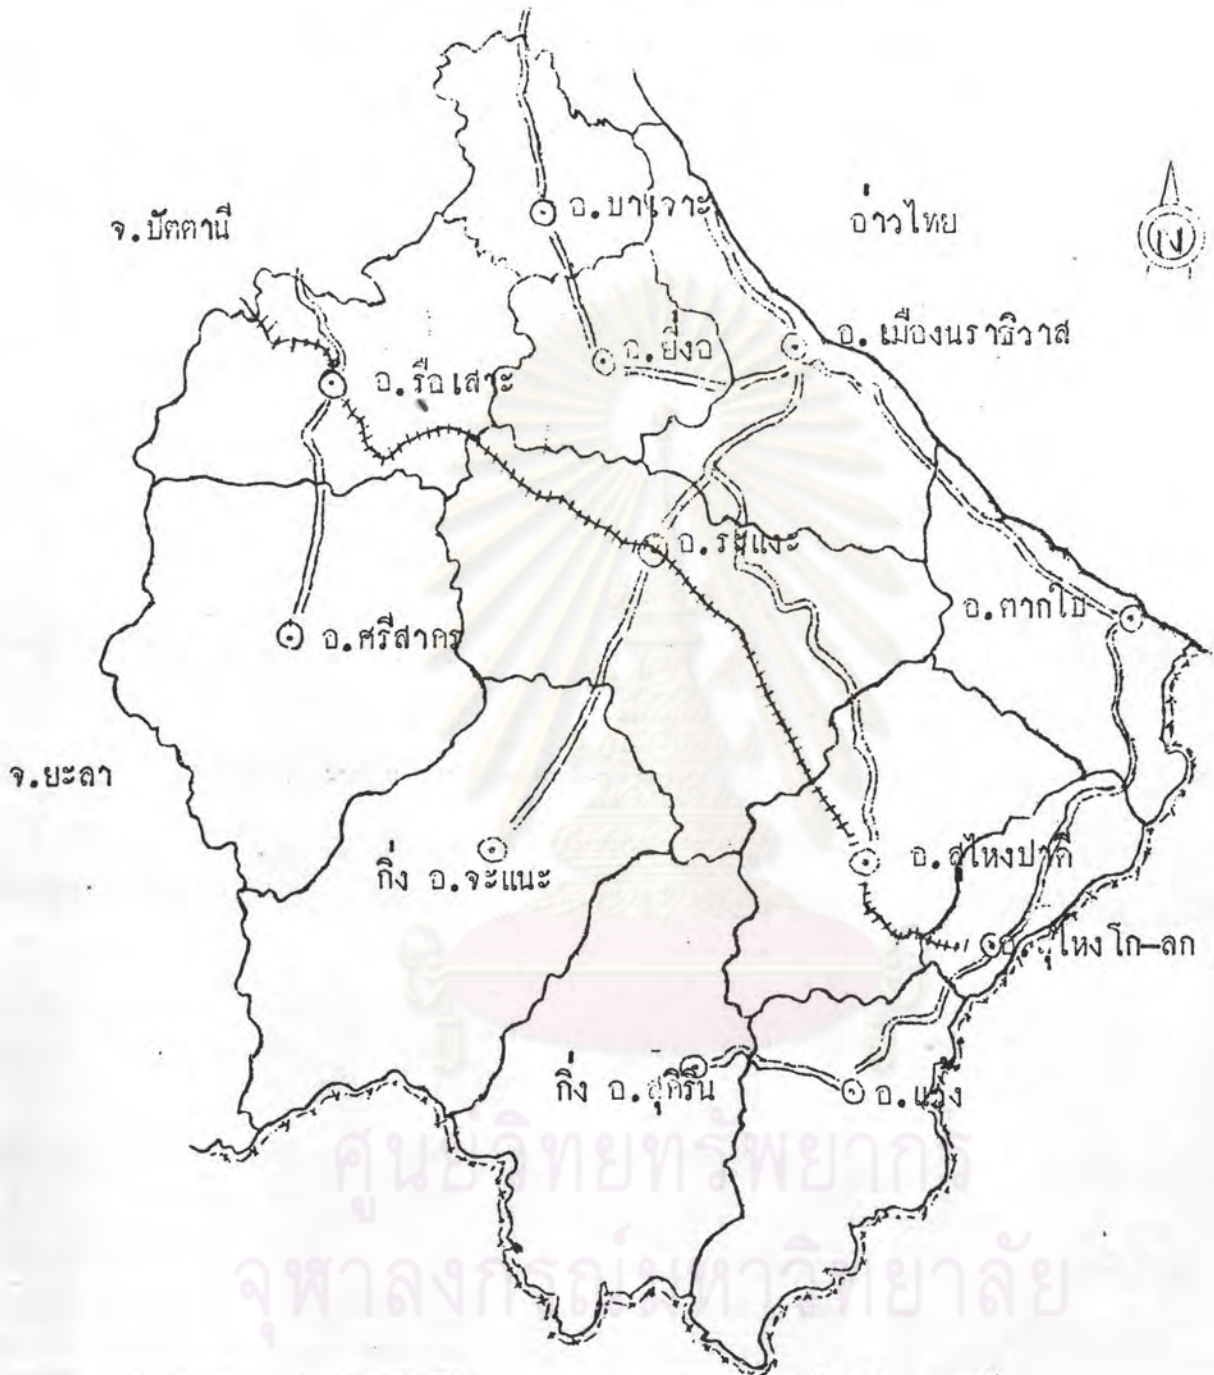 จ.ปัตตานี
อ.บาเจาะ
อ่าวไทย
น
อ.ยี่งอ
อ.เมืองนราธิวาส
อ.รือเสาะ
อ.ระแงะ
อ.ตากใบ
อ.ศรีสาคร
จ.ยะลา
กิ่ง อ.จะแนะ
อ.สุไหงปาดี
อ.สุไหงโก-ลก
กิ่ง อ.สุคิริน
อ.แว้ง
ศูนย์วิทยทรัพยากร
จุฬาลงกรณ์มหาวิทยาลัย